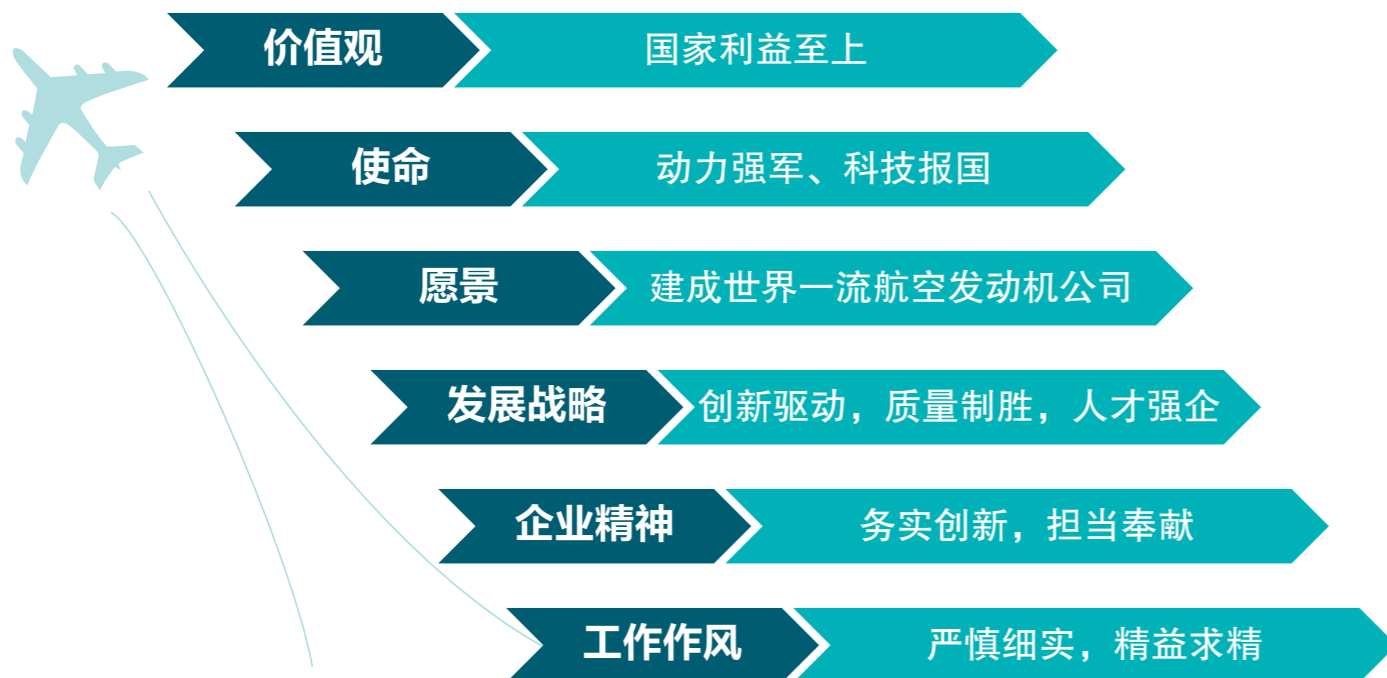 价值观 国家利益至上
使命 动力强军、科技报国
愿景 建成世界一流航空发动机公司
发展战略 创新驱动，质量制胜，人才强企
企业精神 务实创新，担当奉献
工作作风 严慎细实，精益求精